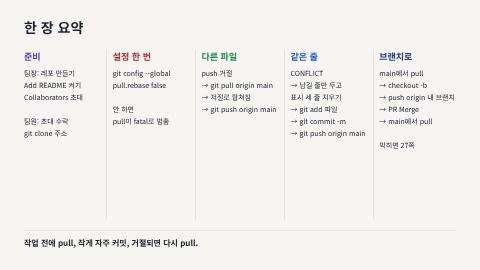 한 장 요약
준비
팀장: 레포 만들기
Add README 켜기
Collaborators 초대
팀원: 초대 수락
git clone 주소
설정 한 번
git config --global
pull.rebase false
안 하면
pull이 fatal로 멈춤
다른 파일
push 거절
→ git pull origin main
→ 저절로 합쳐짐
→ git push origin main
같은 줄
CONFLICT
→ 남길 줄만 두고
표시 세 줄 지우기
→ git add 파일
→ git commit -m
→ git push origin main
브랜치로
main에서 pull
→ checkout -b
→ push origin 내 브랜치
→ PR Merge
→ main에서 pull
막히면 27쪽
작업 전에 pull, 작게 자주 커밋, 거절되면 다시 pull.